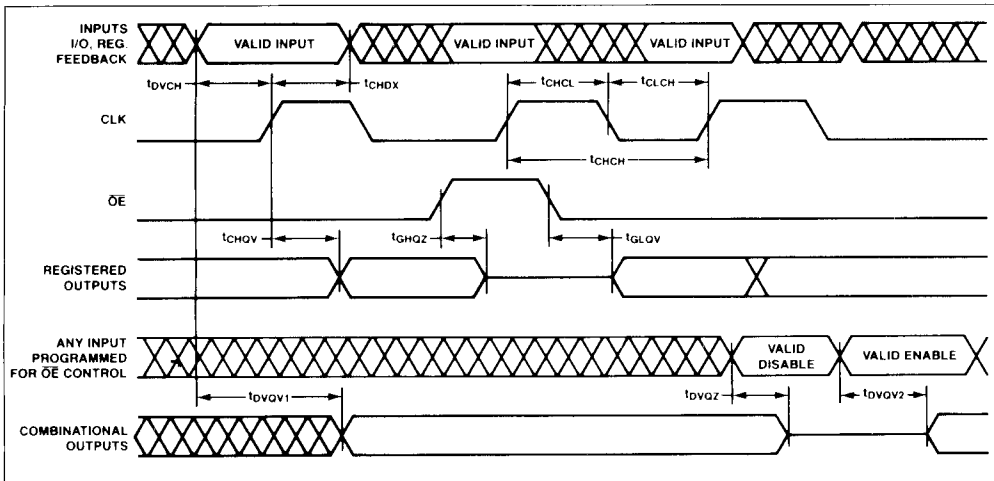 INPUTS
I/O, REG.
FEEDBACK
VALID INPUT
VALID INPUT
VALID INPUT
tDVCH
tCHDX
tCHCL
tCLCH
CLK
tCHCH
OE
tCHQV
tGHQZ
tGLQV
REGISTERED
OUTPUTS
ANY INPUT
PROGRAMMED
FOR OE CONTROL
VALID
DISABLE
VALID ENABLE
tDVQV1
tDVQZ
tDVQV2
COMBINATIONAL
OUTPUTS